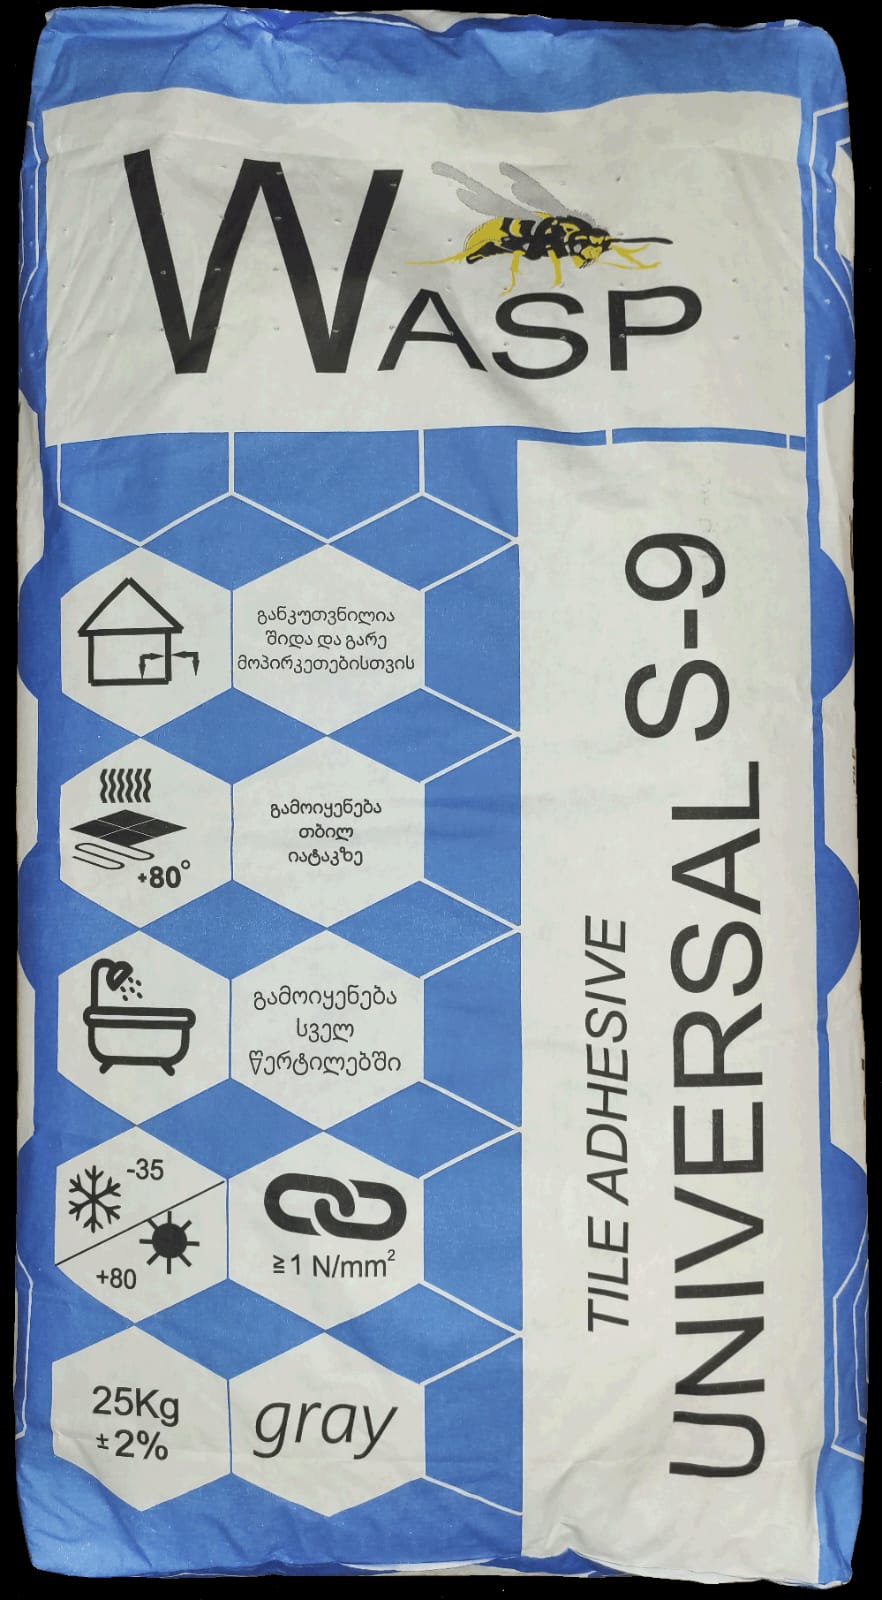 WASP
განკუთვნილია
შიდა და გარე
მოპირკეთებისთვის
+80°
გამოიყენება
თბილ
იატაკზე
გამოიყენება
სველ
წერტილებში
-35
+80
≧1 N/mm²
25Kg
±2%
gray
TILE ADHESIVE
UNIVERSAL S-9